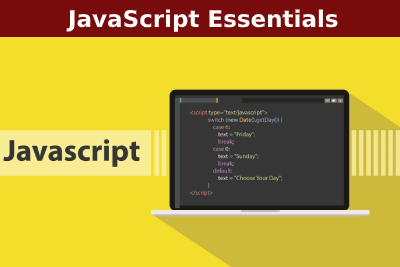 JavaScript Essentials
Javascript
<script type="text/javascript">
switch (new Date().getDay()) {
case 6:
text = "Friday";
break;
case 0:
text = "Sunday";
break;
default:
text = "Choose Your Day";
}
</script>